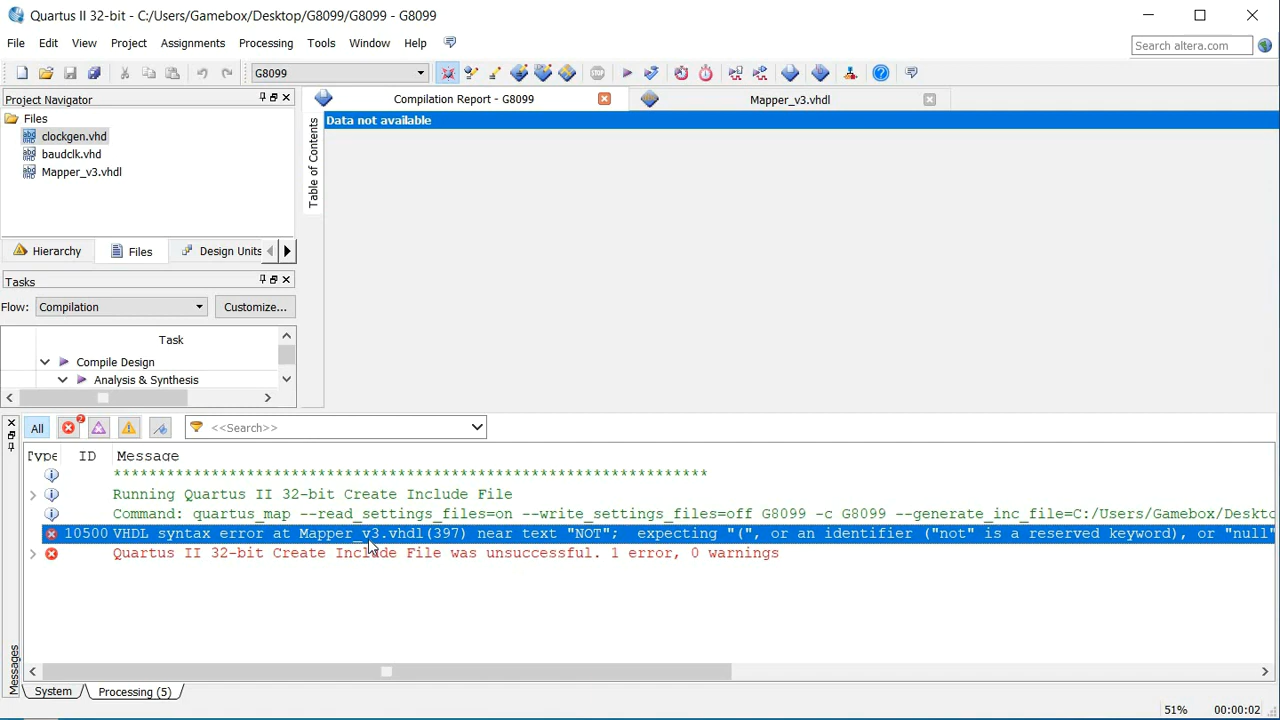 Quartus II 32-bit - C:/Users/Gamebox/Desktop/G8099/G8099 - G8099
File Edit View Project Assignments Processing Tools Window Help
Search altera.com
G8099
Project Navigator
Compilation Report - G8099
Mapper_v3.vhdl
Files
Data not available
clockgen.vhd
baudclk.vhd
Mapper_v3.vhdl
Table of Contents
Hierarchy Files Design Units
Tasks
Flow: Compilation Customize...
Task
Compile Design
Analysis & Synthesis
All 2 <<Search>>
Type ID Message
*******************************************************************
Running Quartus II 32-bit Create Include File
Command: quartus_map --read_settings_files=on --write_settings_files=off G8099 -c G8099 --generate_inc_file=C:/Users/Gamebox/Deskto
10500 VHDL syntax error at Mapper_v3.vhdl(397) near text "NOT"; expecting "(", or an identifier ("not" is a reserved keyword), or "null"
Quartus II 32-bit Create Include File was unsuccessful. 1 error, 0 warnings
Messages
System Processing (5)
51% 00:00:02